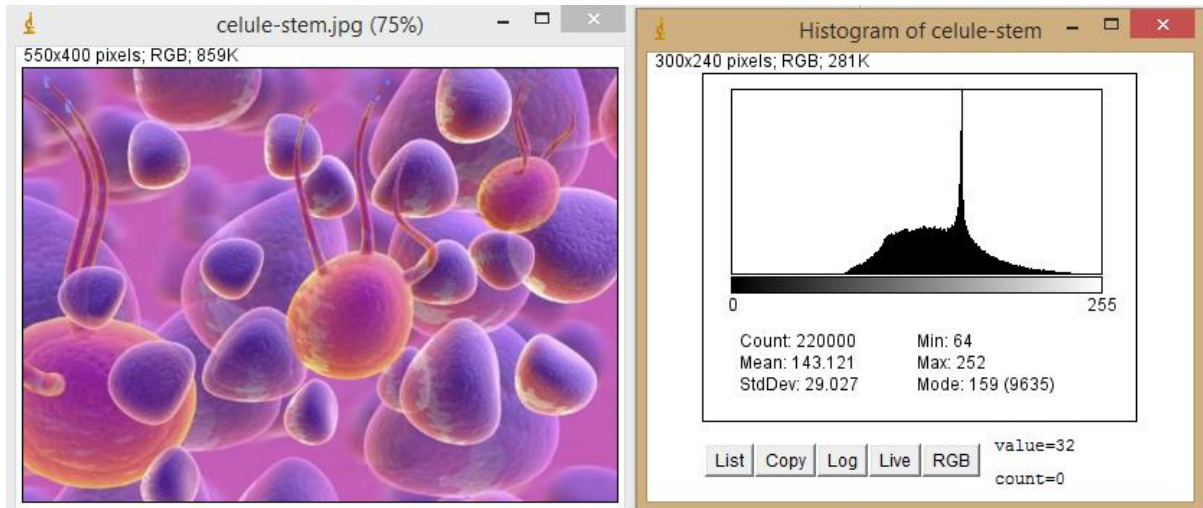 celule-stem.jpg (75%)
550x400 pixels; RGB; 859K
Histogram of celule-stem
300x240 pixels; RGB; 281K
0 255
Count: 220000 Min: 64
Mean: 143.121 Max: 252
StdDev: 29.027 Mode: 159 (9635)
List Copy Log Live RGB
value=32
count=0